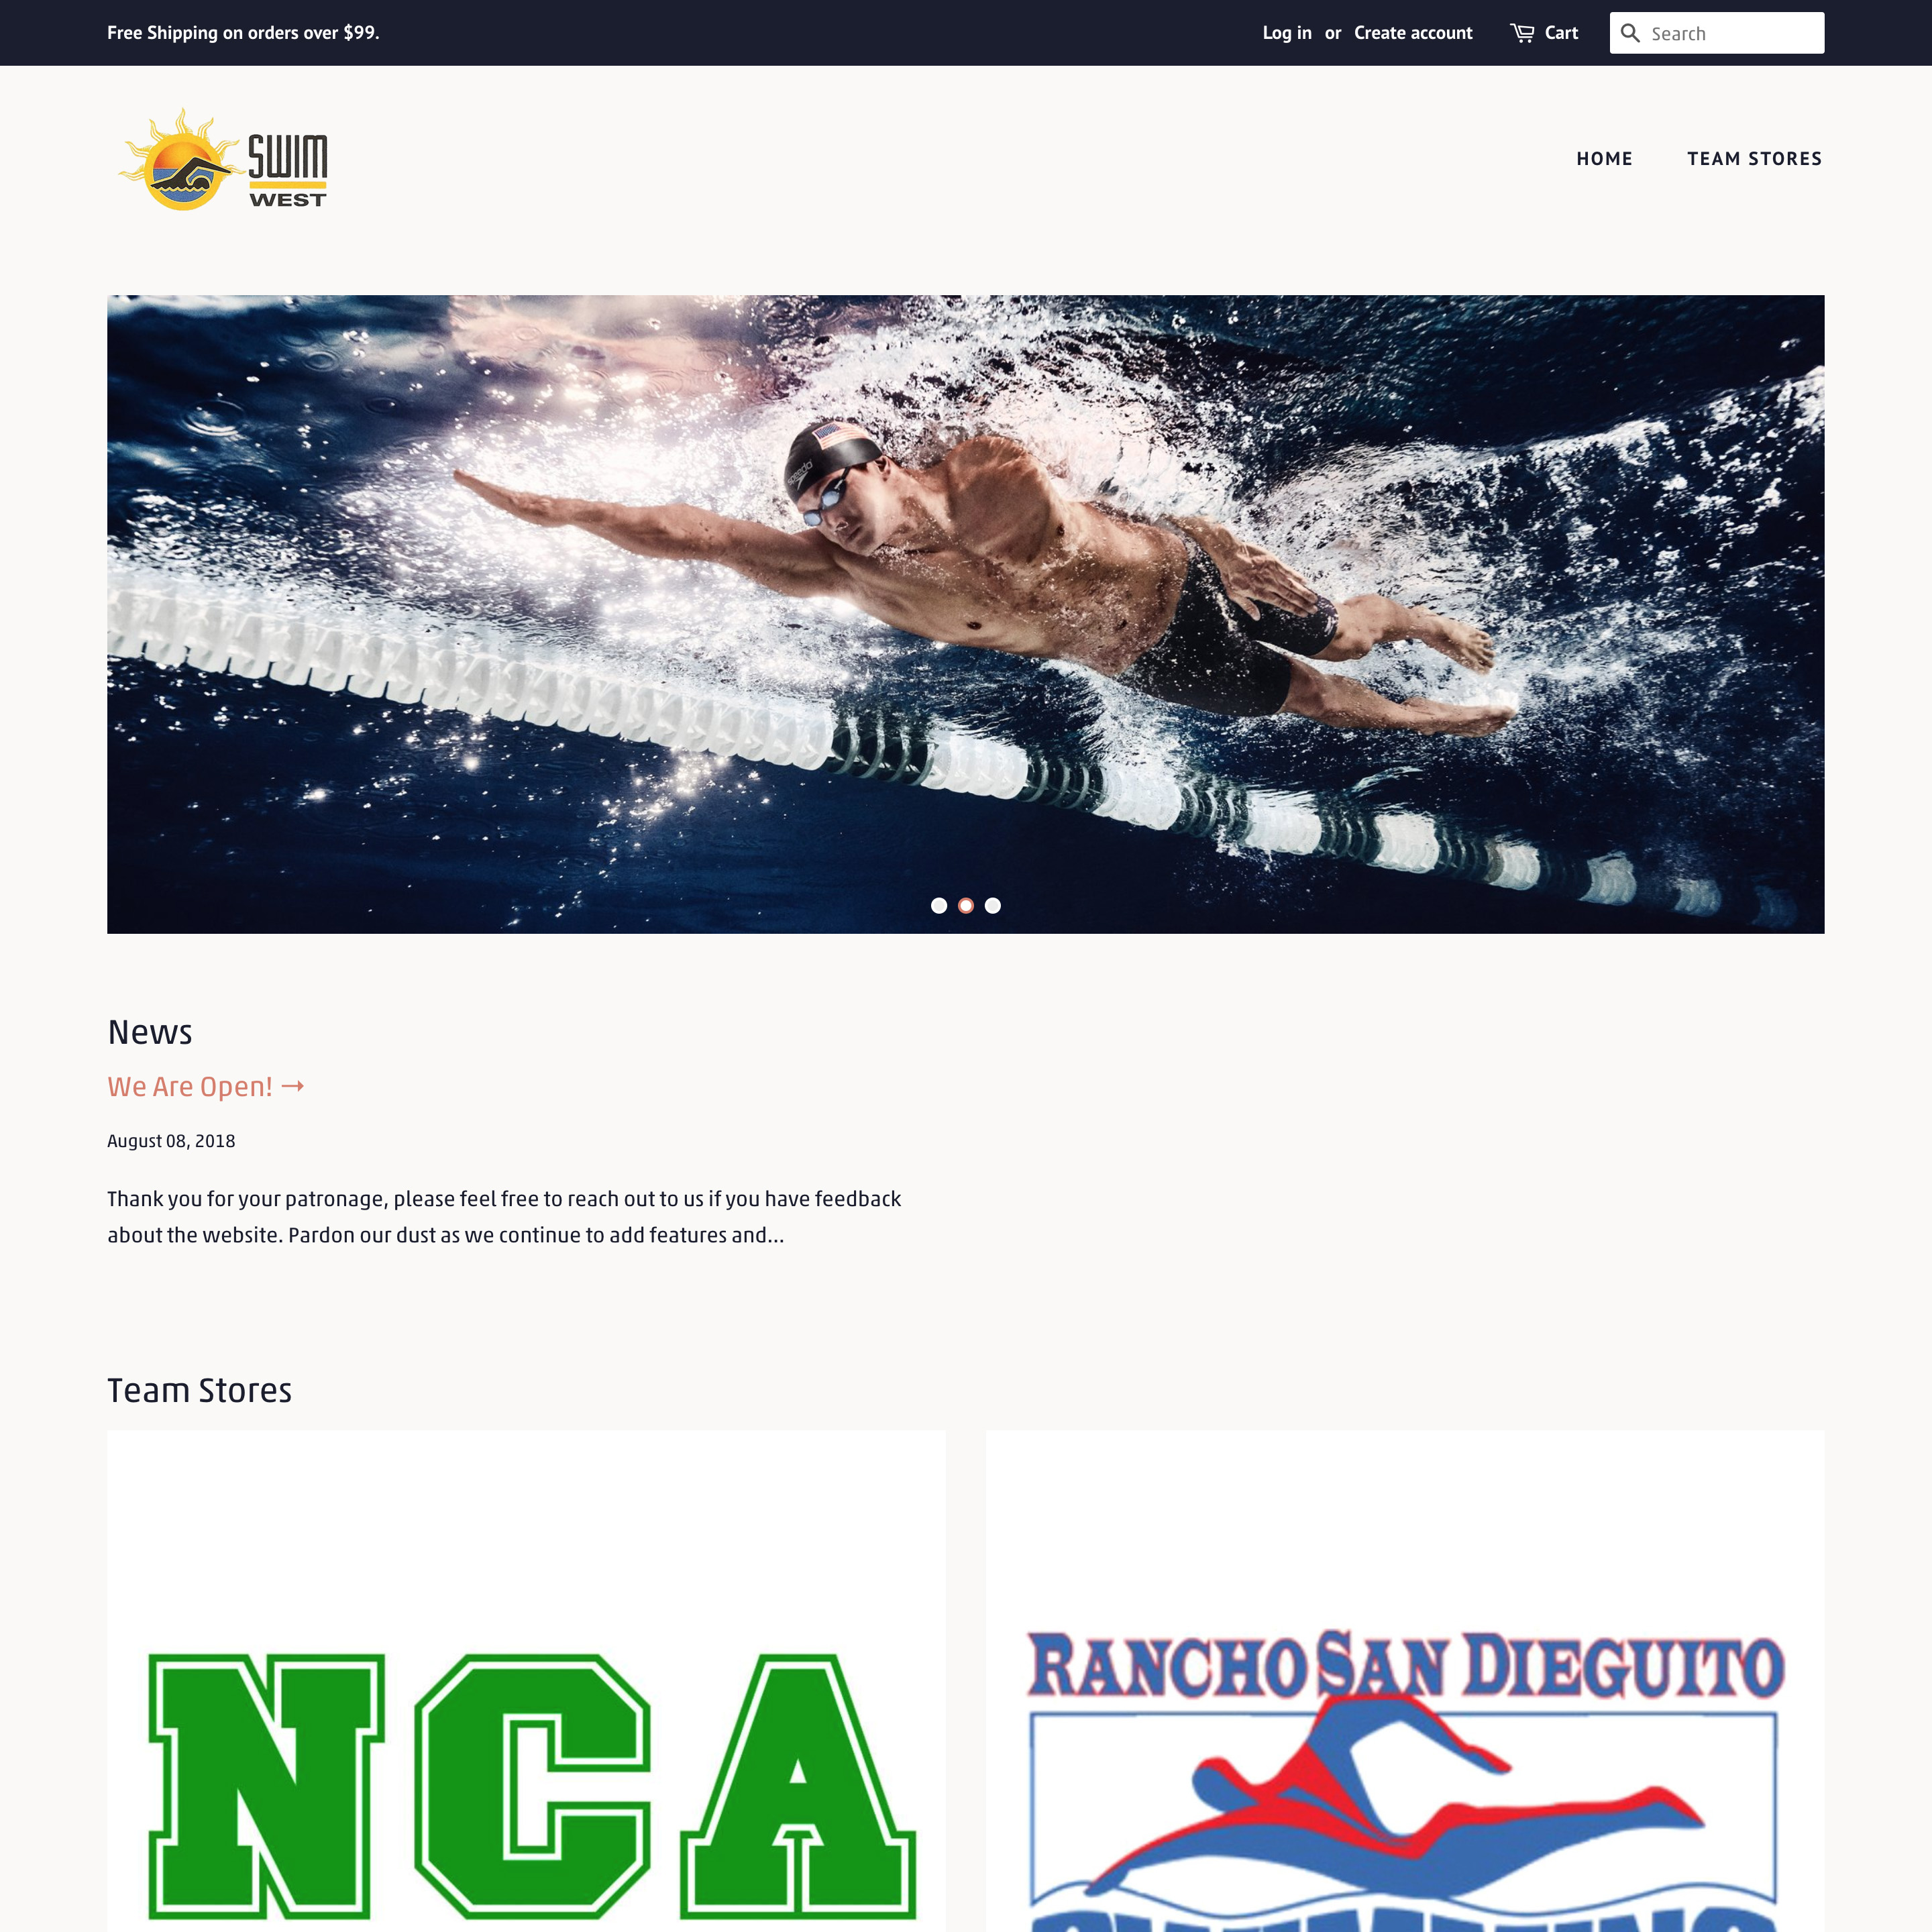 Free Shipping on orders over $99.
Log in or Create account
Cart
Search
SWIM
WEST
HOME
TEAM STORES
speedo
News
We Are Open! →
August 08, 2018
Thank you for your patronage, please feel free to reach out to us if you have feedback
about the website. Pardon our dust as we continue to add features and...
Team Stores
NCA
RANCHO SAN DIEGUITO
SWIMMING